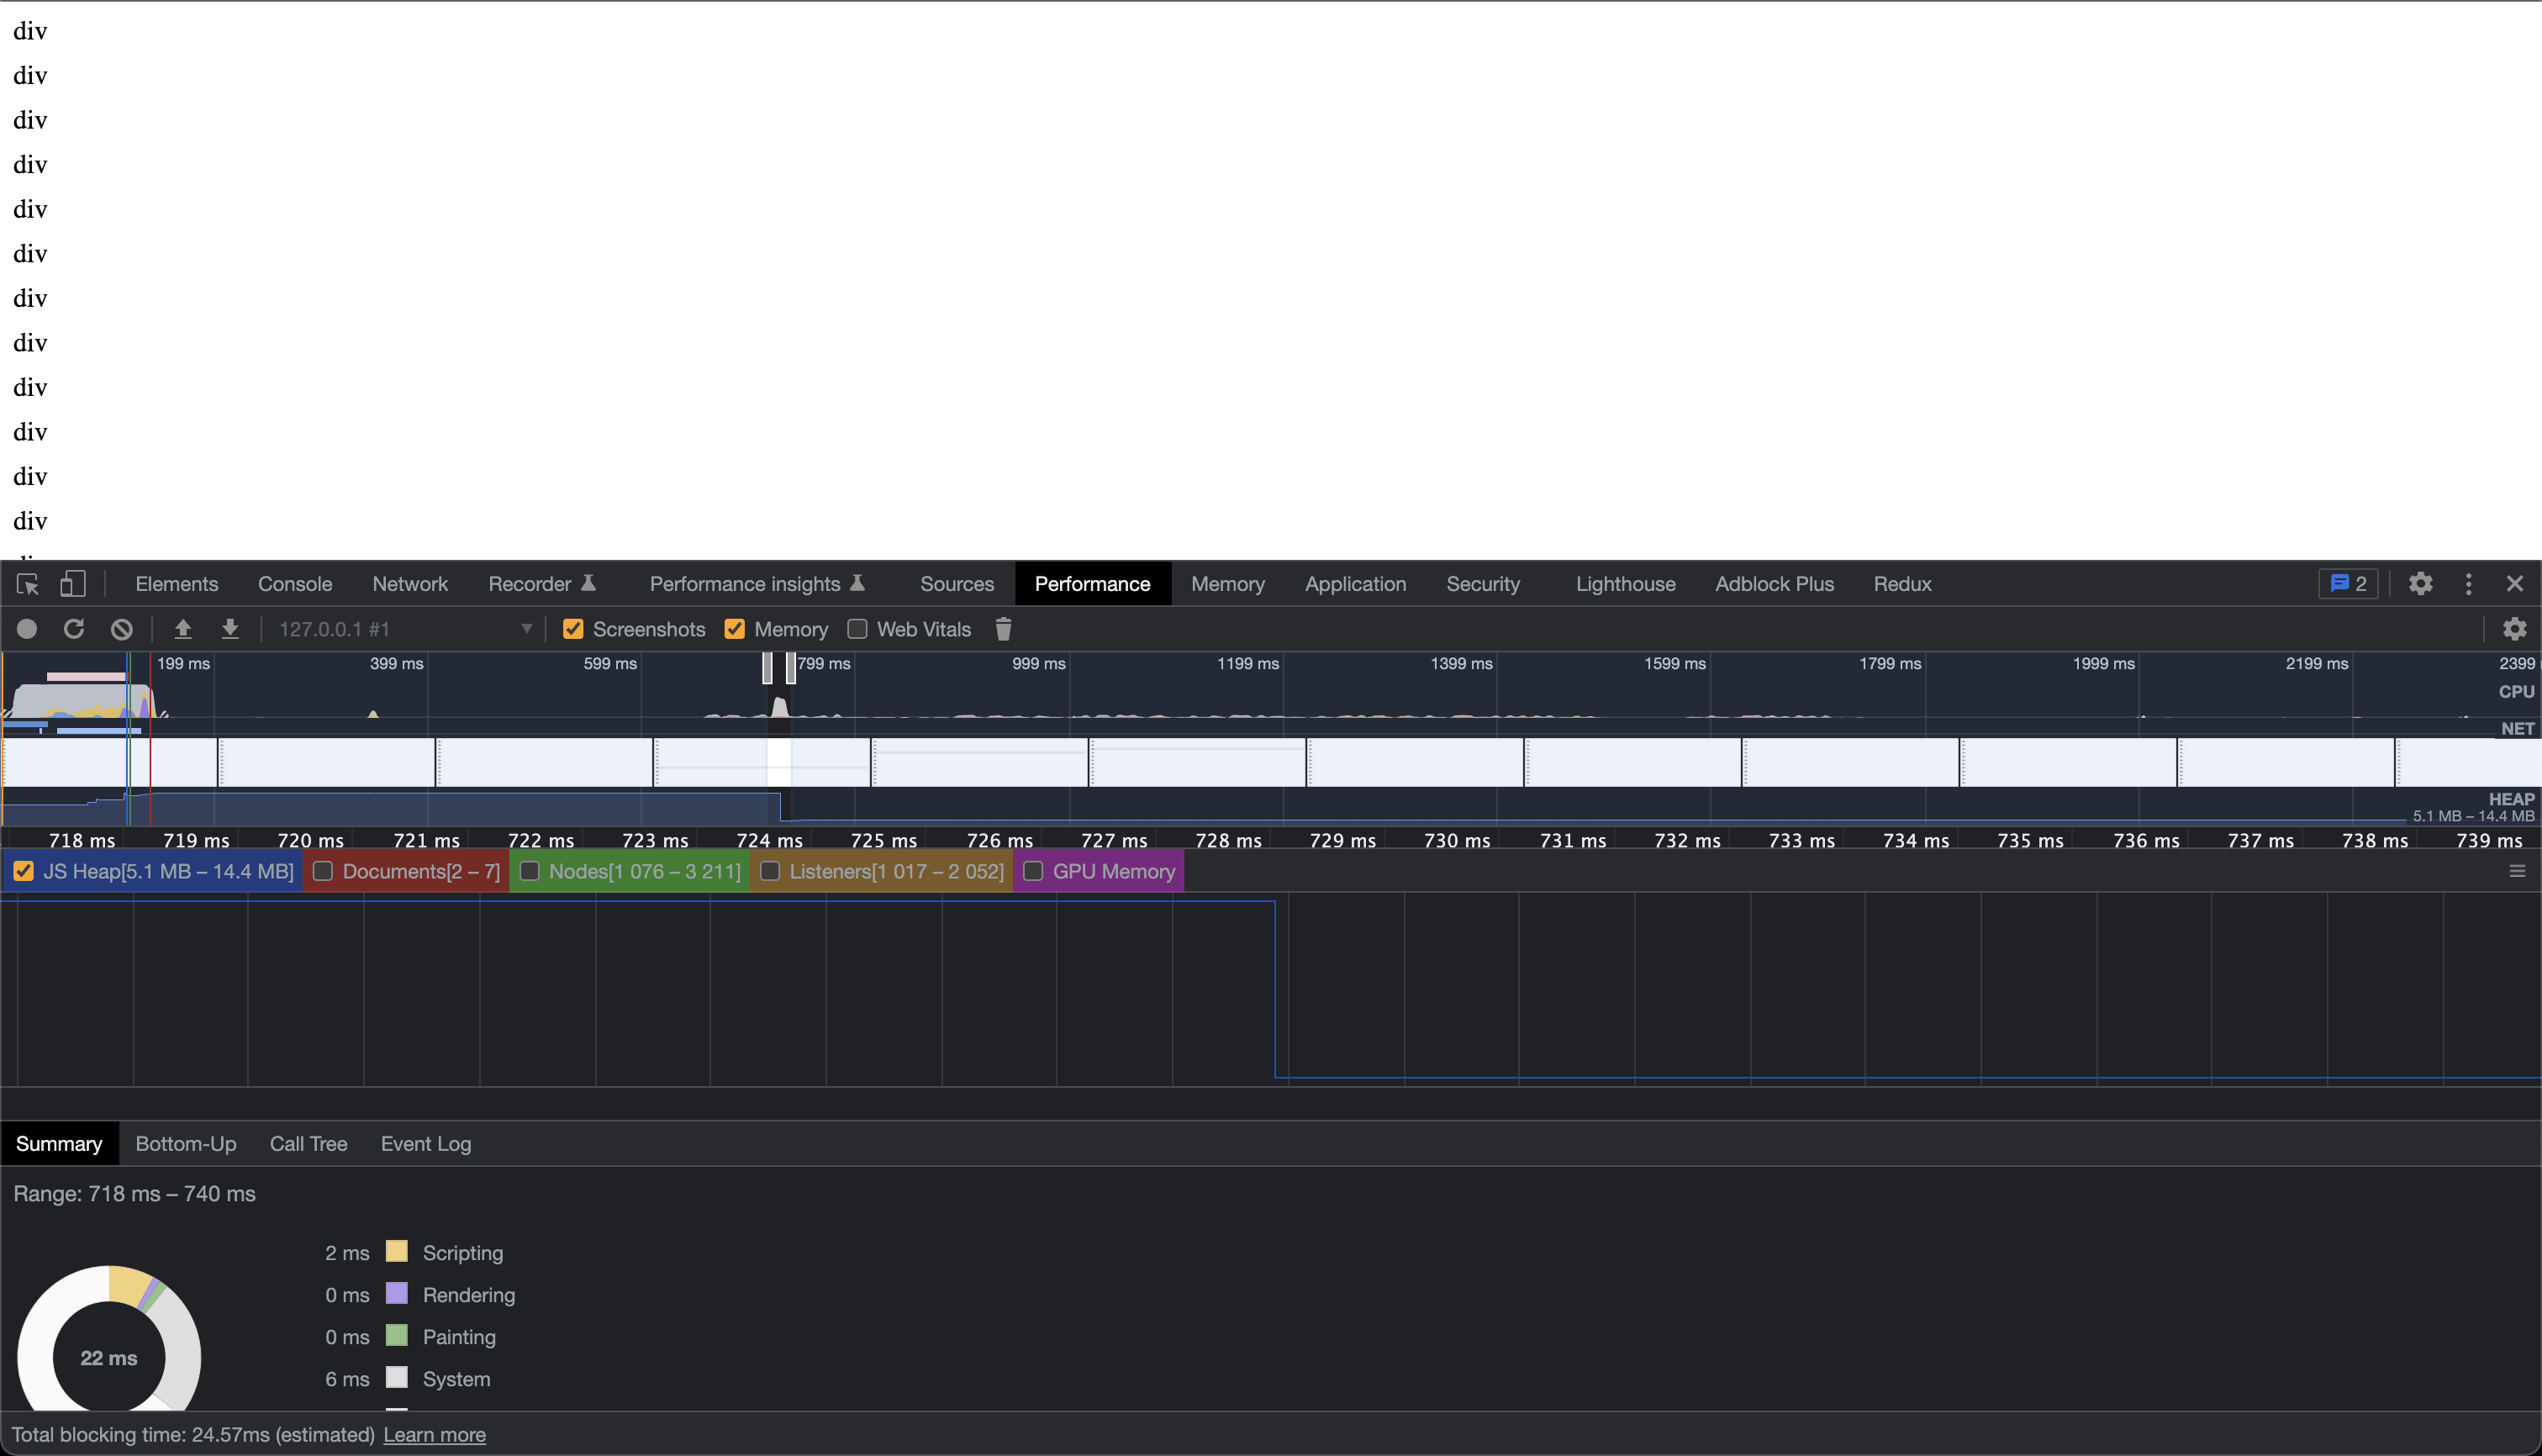 div
div
div
div
div
div
div
div
div
div
div
div
Elements Console Network Recorder Performance insights Sources Performance Memory Application Security Lighthouse Adblock Plus Redux 2
127.0.0.1 #1 Screenshots Memory Web Vitals
199 ms 399 ms 599 ms 799 ms 999 ms 1199 ms 1399 ms 1599 ms 1799 ms 1999 ms 2199 ms 2399
CPU
NET
HEAP
5.1 MB – 14.4 MB
718 ms 719 ms 720 ms 721 ms 722 ms 723 ms 724 ms 725 ms 726 ms 727 ms 728 ms 729 ms 730 ms 731 ms 732 ms 733 ms 734 ms 735 ms 736 ms 737 ms 738 ms 739 ms
JS Heap[5.1 MB – 14.4 MB] Documents[2 – 7] Nodes[1 076 – 3 211] Listeners[1 017 – 2 052] GPU Memory
Summary Bottom-Up Call Tree Event Log
Range: 718 ms – 740 ms
2 ms Scripting
0 ms Rendering
0 ms Painting
22 ms
6 ms System
Total blocking time: 24.57ms (estimated) Learn more